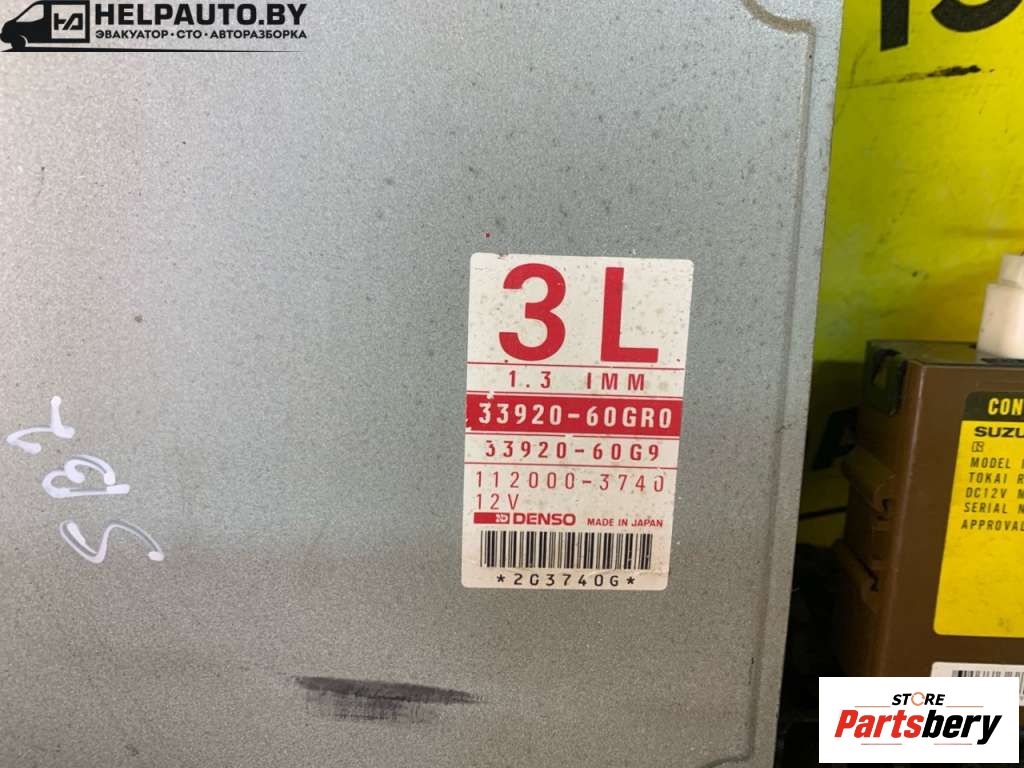 HELPAUTO.BY
ЭВАКУАТОР·СТО·АВТОРАЗБОРКА
3L
1.3 IMM
33920-60GR0
33920-60G9
112000-3740
12V
DENSO MADE IN JAPAN
*2G3740G*
CON
SUZU
MODEL
TOKAI R
DC12V M
SERIAL N
APPROVAL
STORE
Partsbery